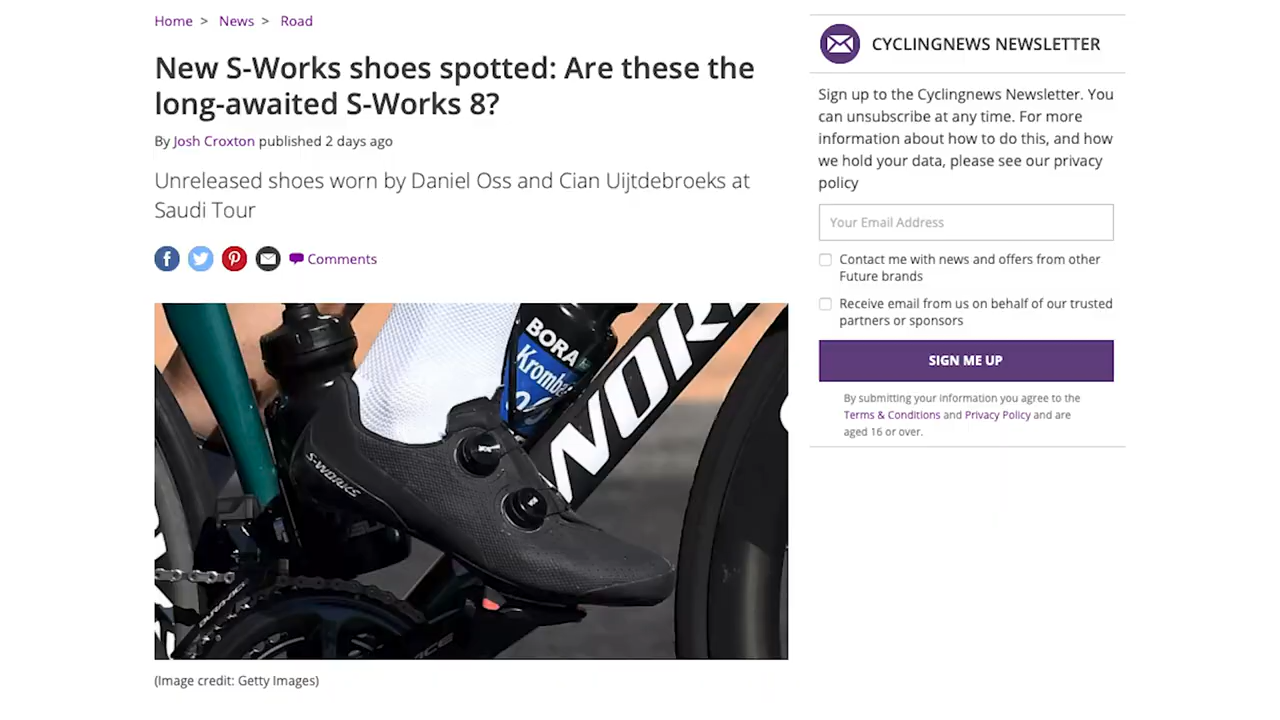 Home > News > Road
New S-Works shoes spotted: Are these the
long-awaited S-Works 8?
By Josh Croxton published 2 days ago
Unreleased shoes worn by Daniel Oss and Cian Uijtdebroeks at
Saudi Tour
Comments
BORA
S-WORKS
WOR
DURA-ACE
(Image credit: Getty Images)
CYCLINGNEWS NEWSLETTER
Sign up to the Cyclingnews Newsletter. You
can unsubscribe at any time. For more
information about how to do this, and how
we hold your data, please see our privacy
policy
Your Email Address
Contact me with news and offers from other
Future brands
Receive email from us on behalf of our trusted
partners or sponsors
SIGN ME UP
By submitting your information you agree to the
Terms & Conditions and Privacy Policy and are
aged 16 or over.